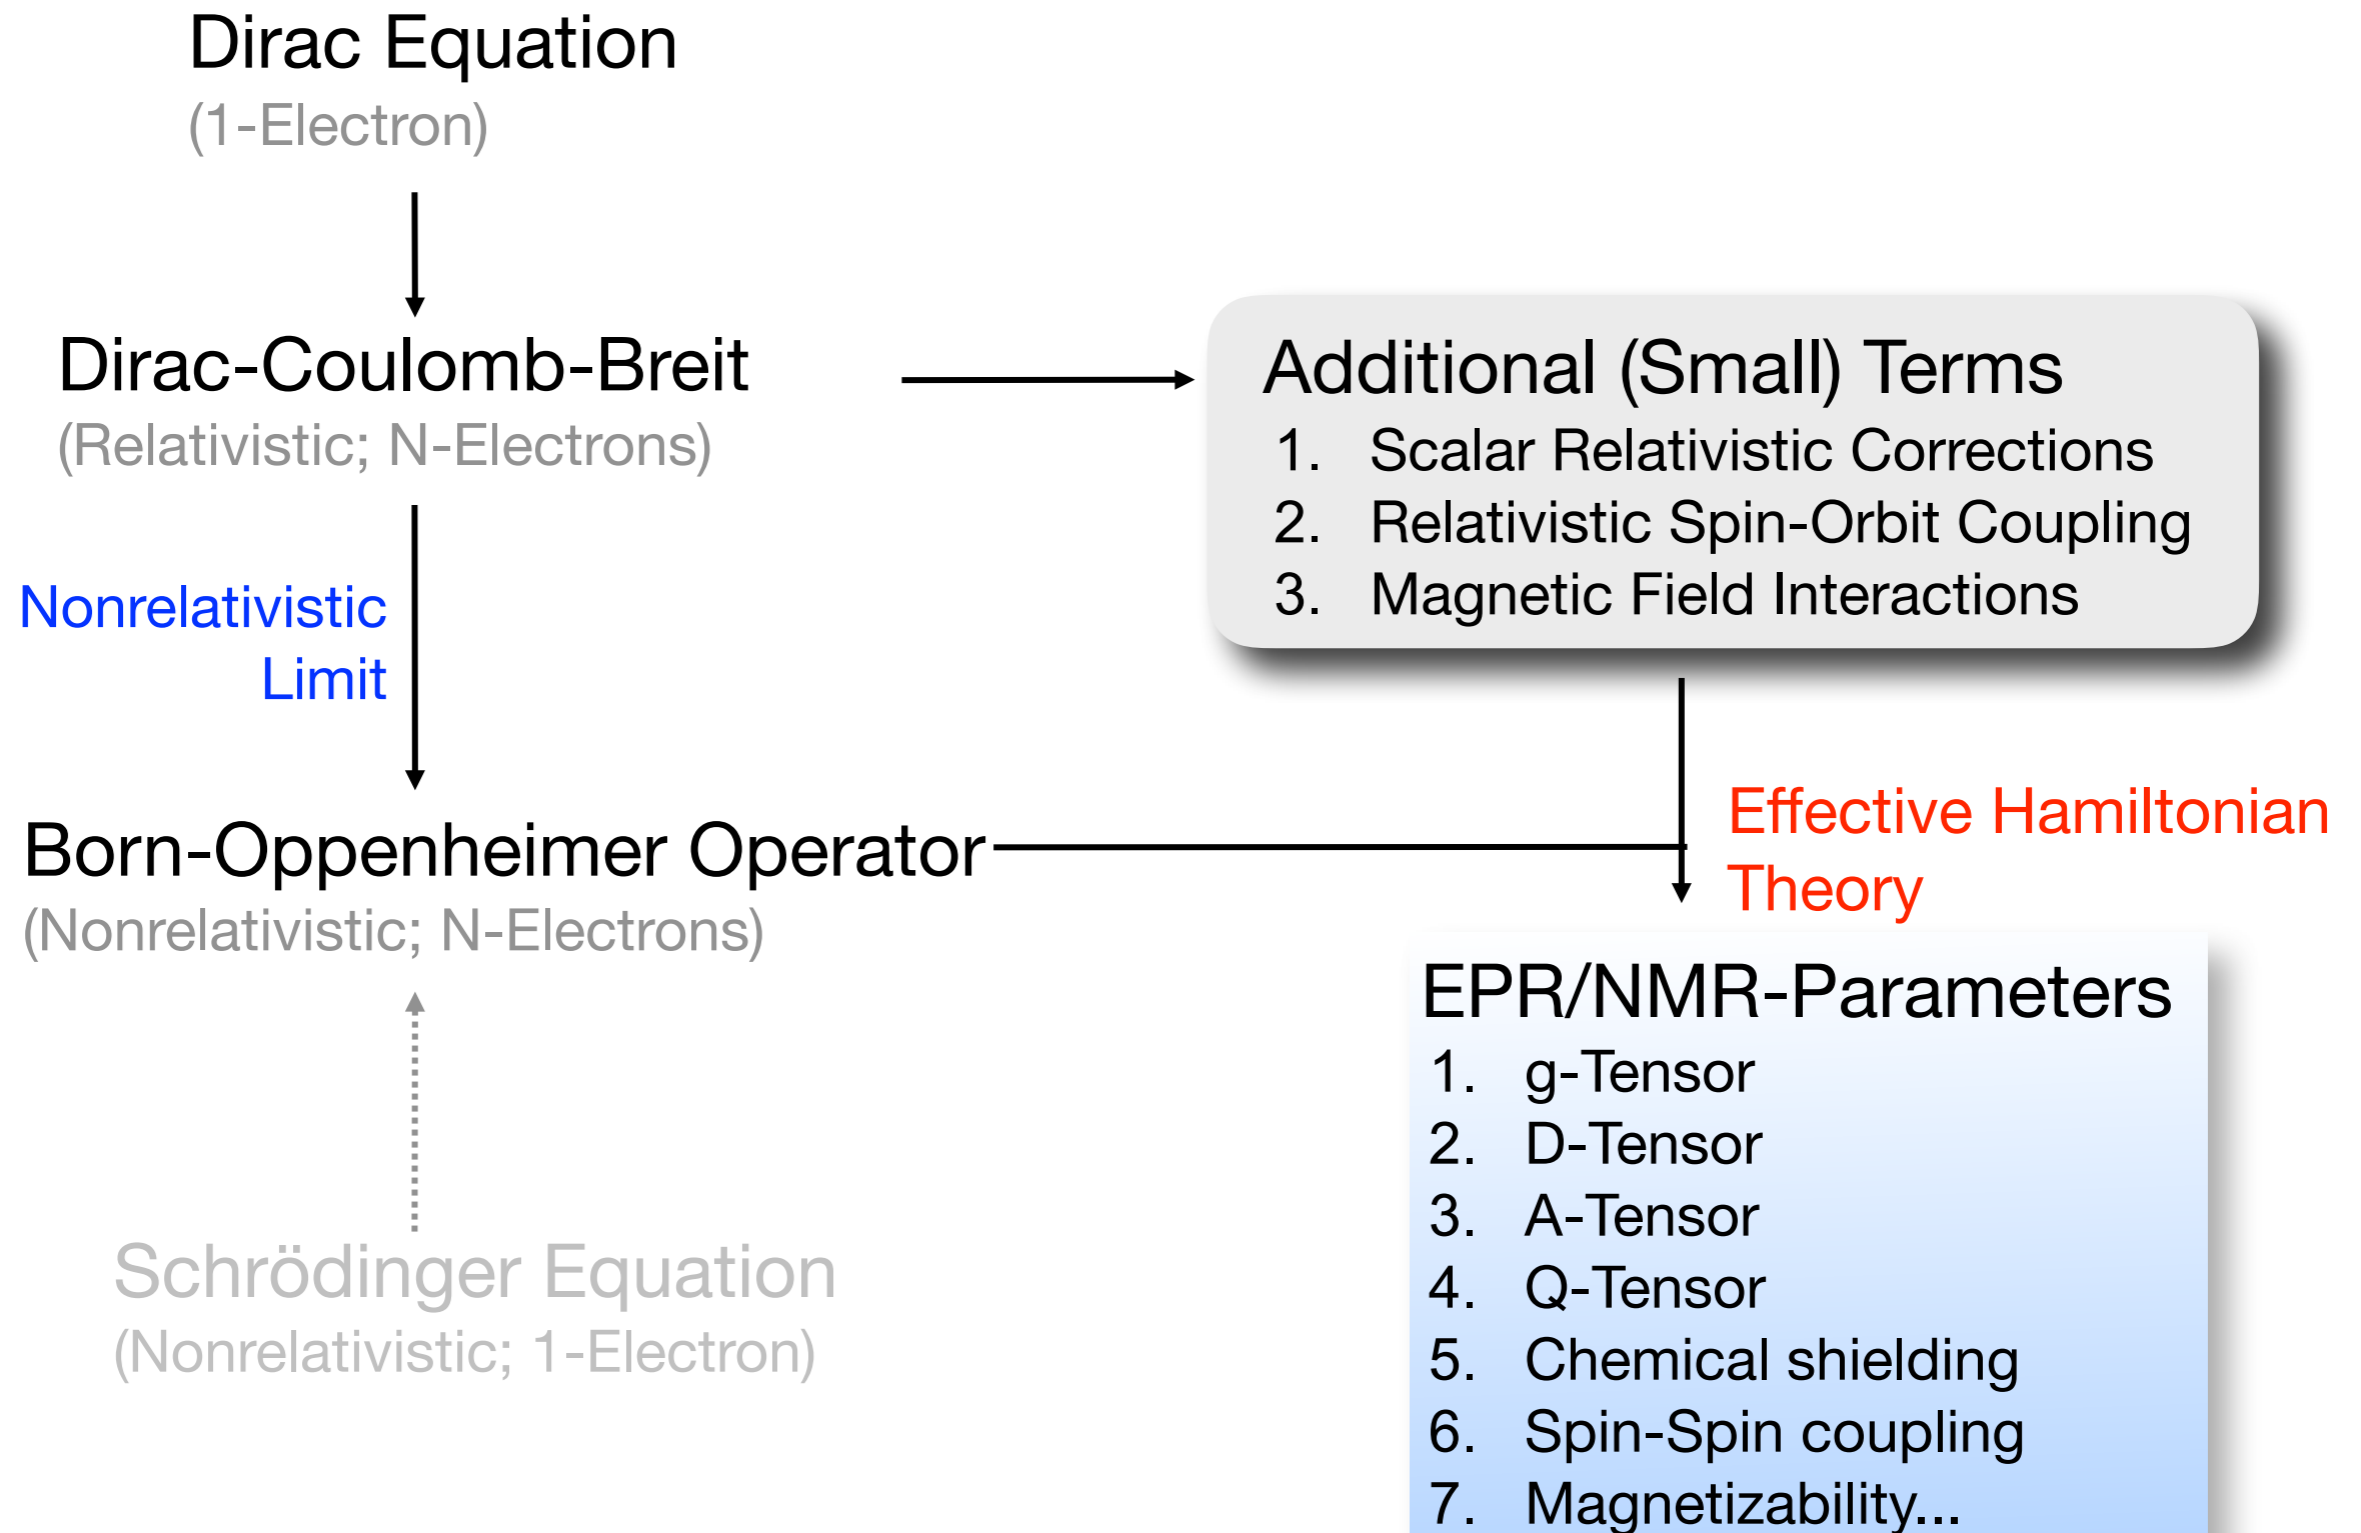 Dirac Equation
(1-Electron)
Dirac-Coulomb-Breit
(Relativistic; N-Electrons)
Additional (Small) Terms
1. Scalar Relativistic Corrections
2. Relativistic Spin-Orbit Coupling
3. Magnetic Field Interactions
Nonrelativistic
Limit
Born-Oppenheimer Operator
(Nonrelativistic; N-Electrons)
Effective Hamiltonian
Theory
Schrödinger Equation
(Nonrelativistic; 1-Electron)
EPR/NMR-Parameters
1. g-Tensor
2. D-Tensor
3. A-Tensor
4. Q-Tensor
5. Chemical shielding
6. Spin-Spin coupling
7. Magnetizability...